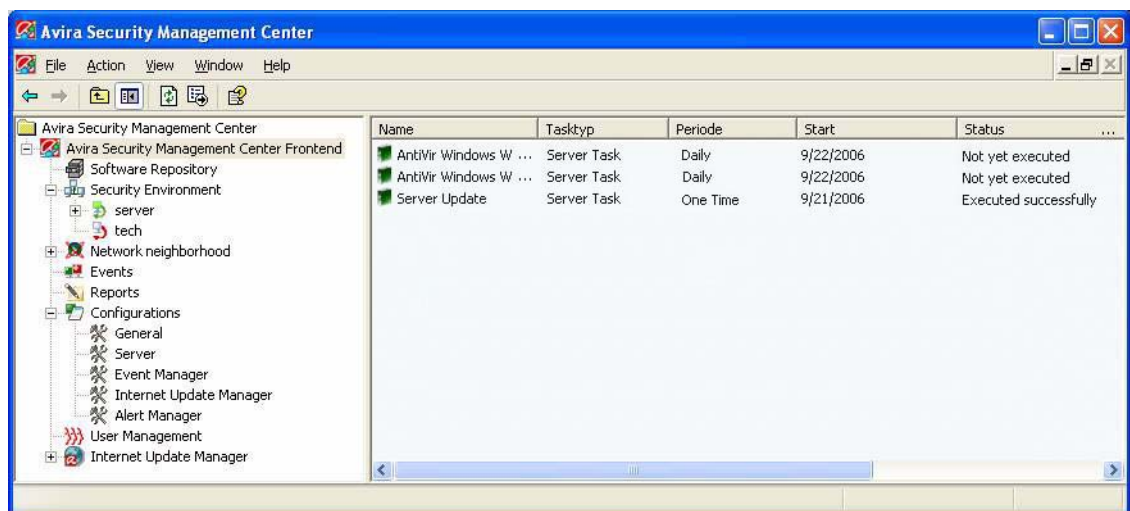 Avira Security Management Center
File Action View Window Help
Avira Security Management Center
Avira Security Management Center Frontend
Software Repository
Security Environment
server
tech
Network neighborhood
Events
Reports
Configurations
General
Server
Event Manager
Internet Update Manager
Alert Manager
User Management
Internet Update Manager
Name Tasktyp Periode Start Status ...
AntiVir Windows W ... Server Task Daily 9/22/2006 Not yet executed
AntiVir Windows W ... Server Task Daily 9/22/2006 Not yet executed
Server Update Server Task One Time 9/21/2006 Executed successfully